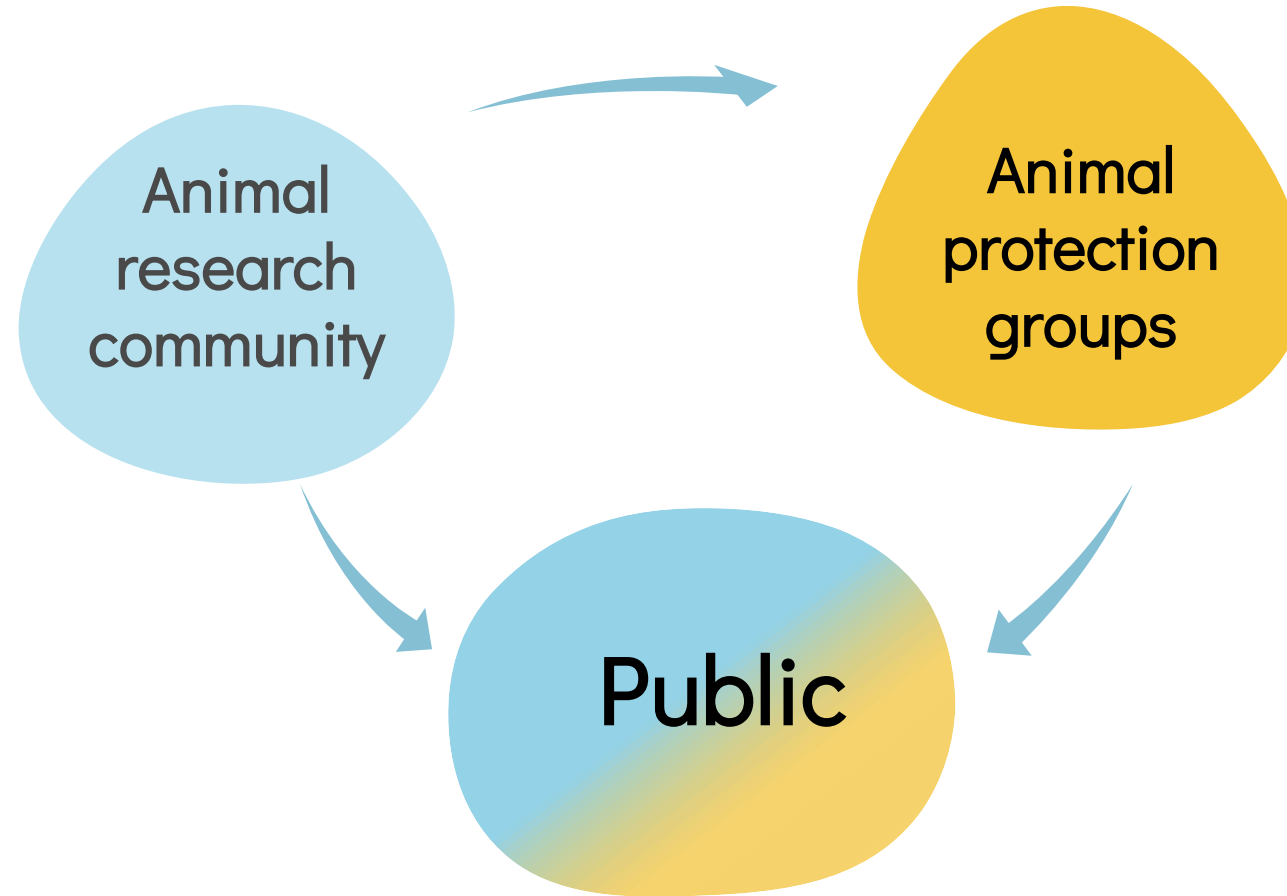 Animal
research
community
Animal
protection
groups
Public